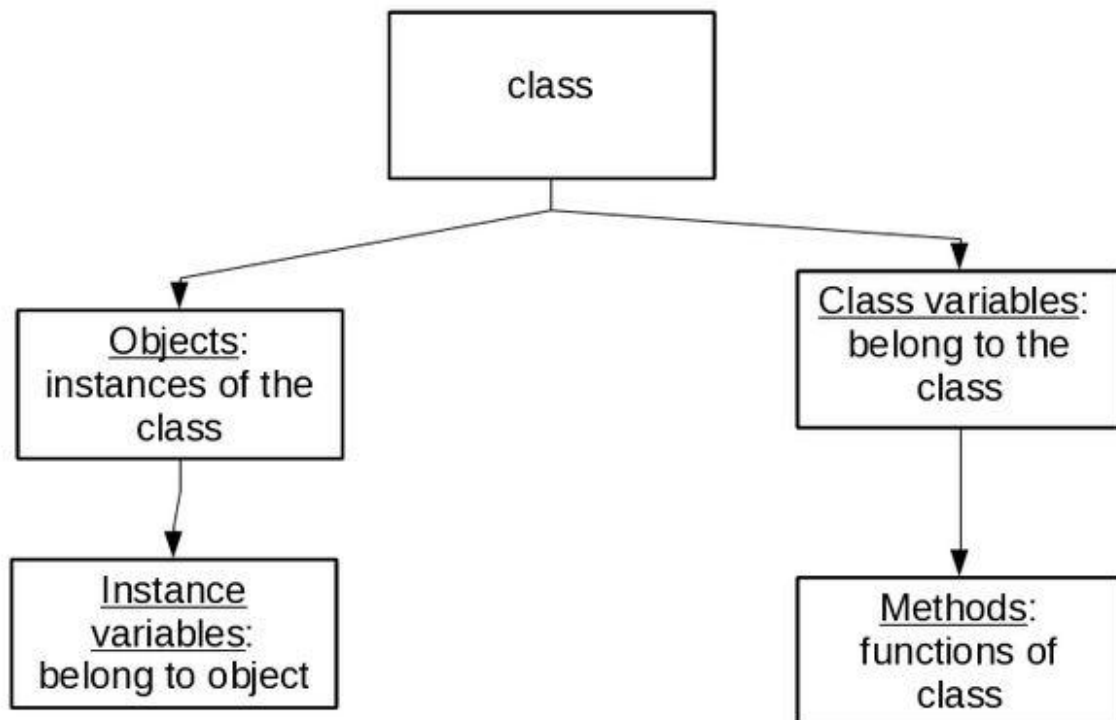 class
Objects:
instances of the
class
Class variables:
belong to the
class
Instance
variables:
belong to object
Methods:
functions of
class